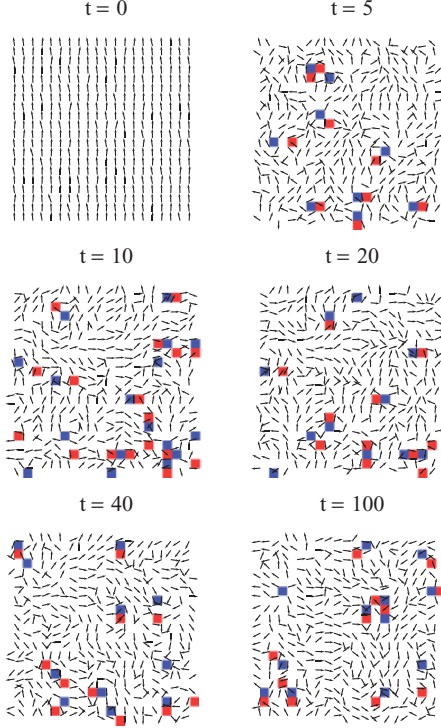 t = 0
t = 5
t = 10
t = 20
t = 40
t = 100